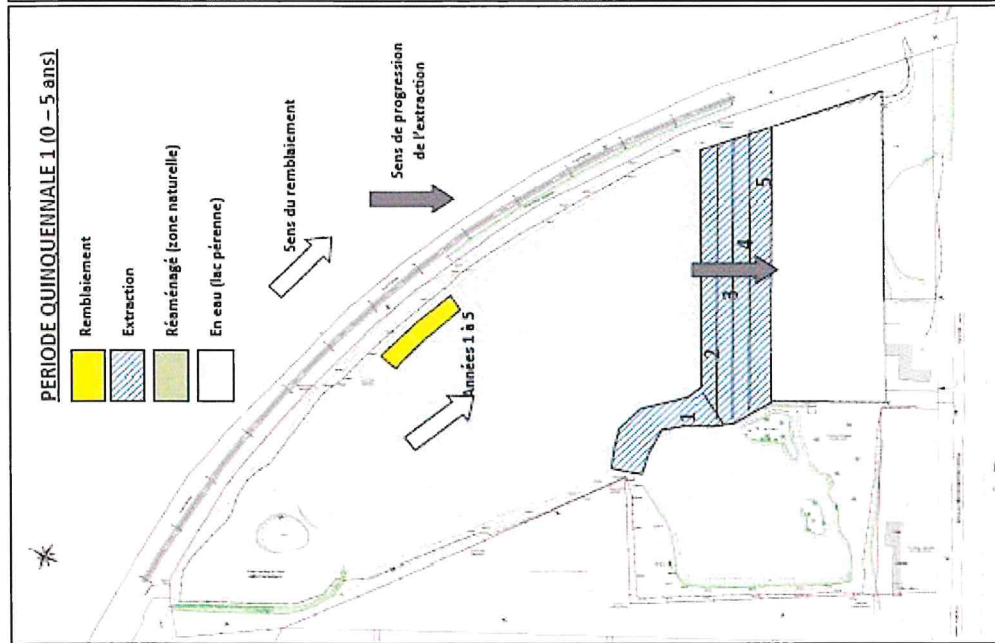 PERIODE QUINQUENNALE 1 (0 – 5 ans)
Remblaiement
Extraction
Réaménagé (zone naturelle)
En eau (lac pérenne)
Sens du remblaiement
Sens de progression
de l'extraction
Années 1 à 5
1
2
3
4
5